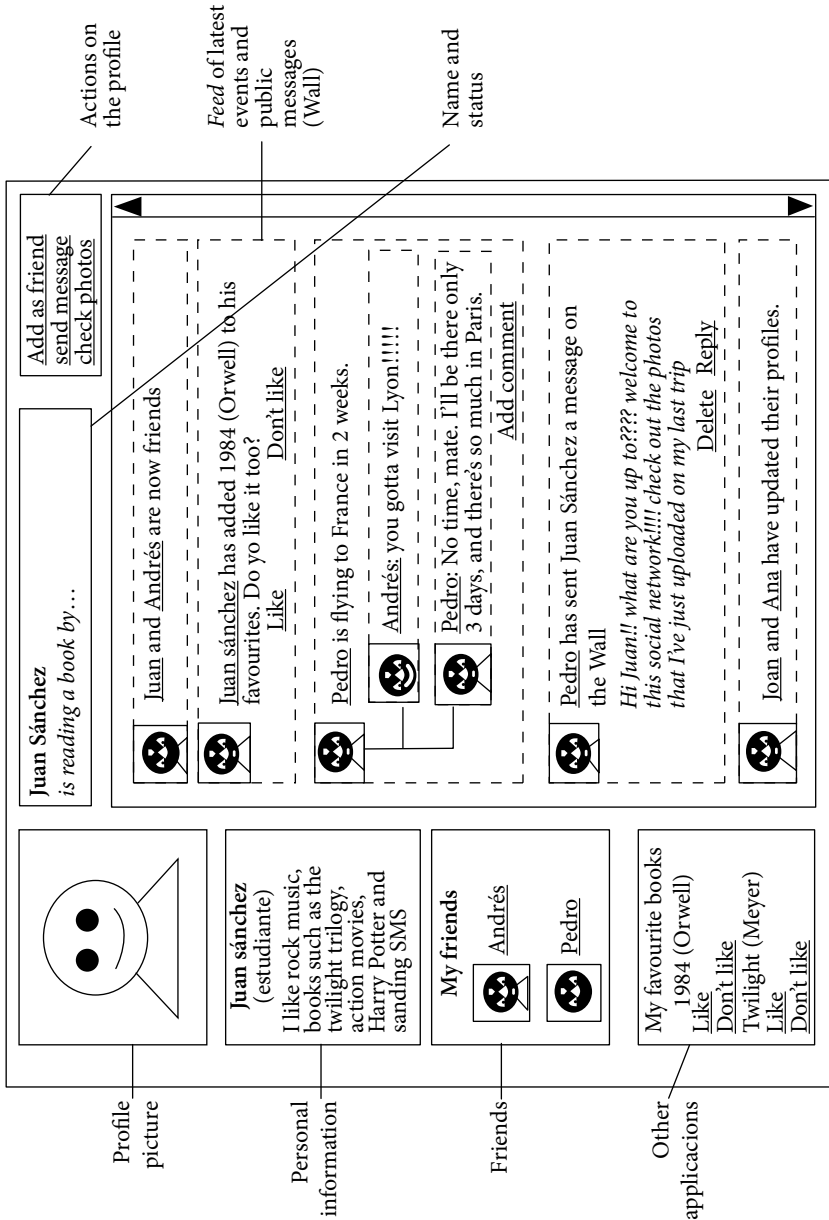 Profile
picture
Personal
information
Friends
Other
applicacions
Juan sánchez
(estudiante)
I like rock music,
books such as the
twilight trilogy,
action movies,
Harry Potter and
sanding SMS
My friends
Andrés
Pedro
My favourite books
1984 (Orwell)
Like
Don't like
Twilight (Meyer)
Like
Don't like
Juan Sánchez
is reading a book by…
Add as friend
send message
check photos
Juan and Andrés are now friends
Juan sánchez has added 1984 (Orwell) to his
favourites. Do yo like it too?
Like Don't like
Pedro is flying to France in 2 weeks.
Andrés: you gotta visit Lyon!!!!!
Pedro: No time, mate. I'll be there only
3 days, and there's so much in Paris.
Add comment
Pedro has sent Juan Sánchez a message on
the Wall
Hi Juan!! what are you up to???? welcome to
this social network!!!! check out the photos
that I've just uploaded on my last trip
Delete Reply
Joan and Ana have updated their profiles.
Actions on
the profile
Feed of latest
events and
public
messages
(Wall)
Name and
status